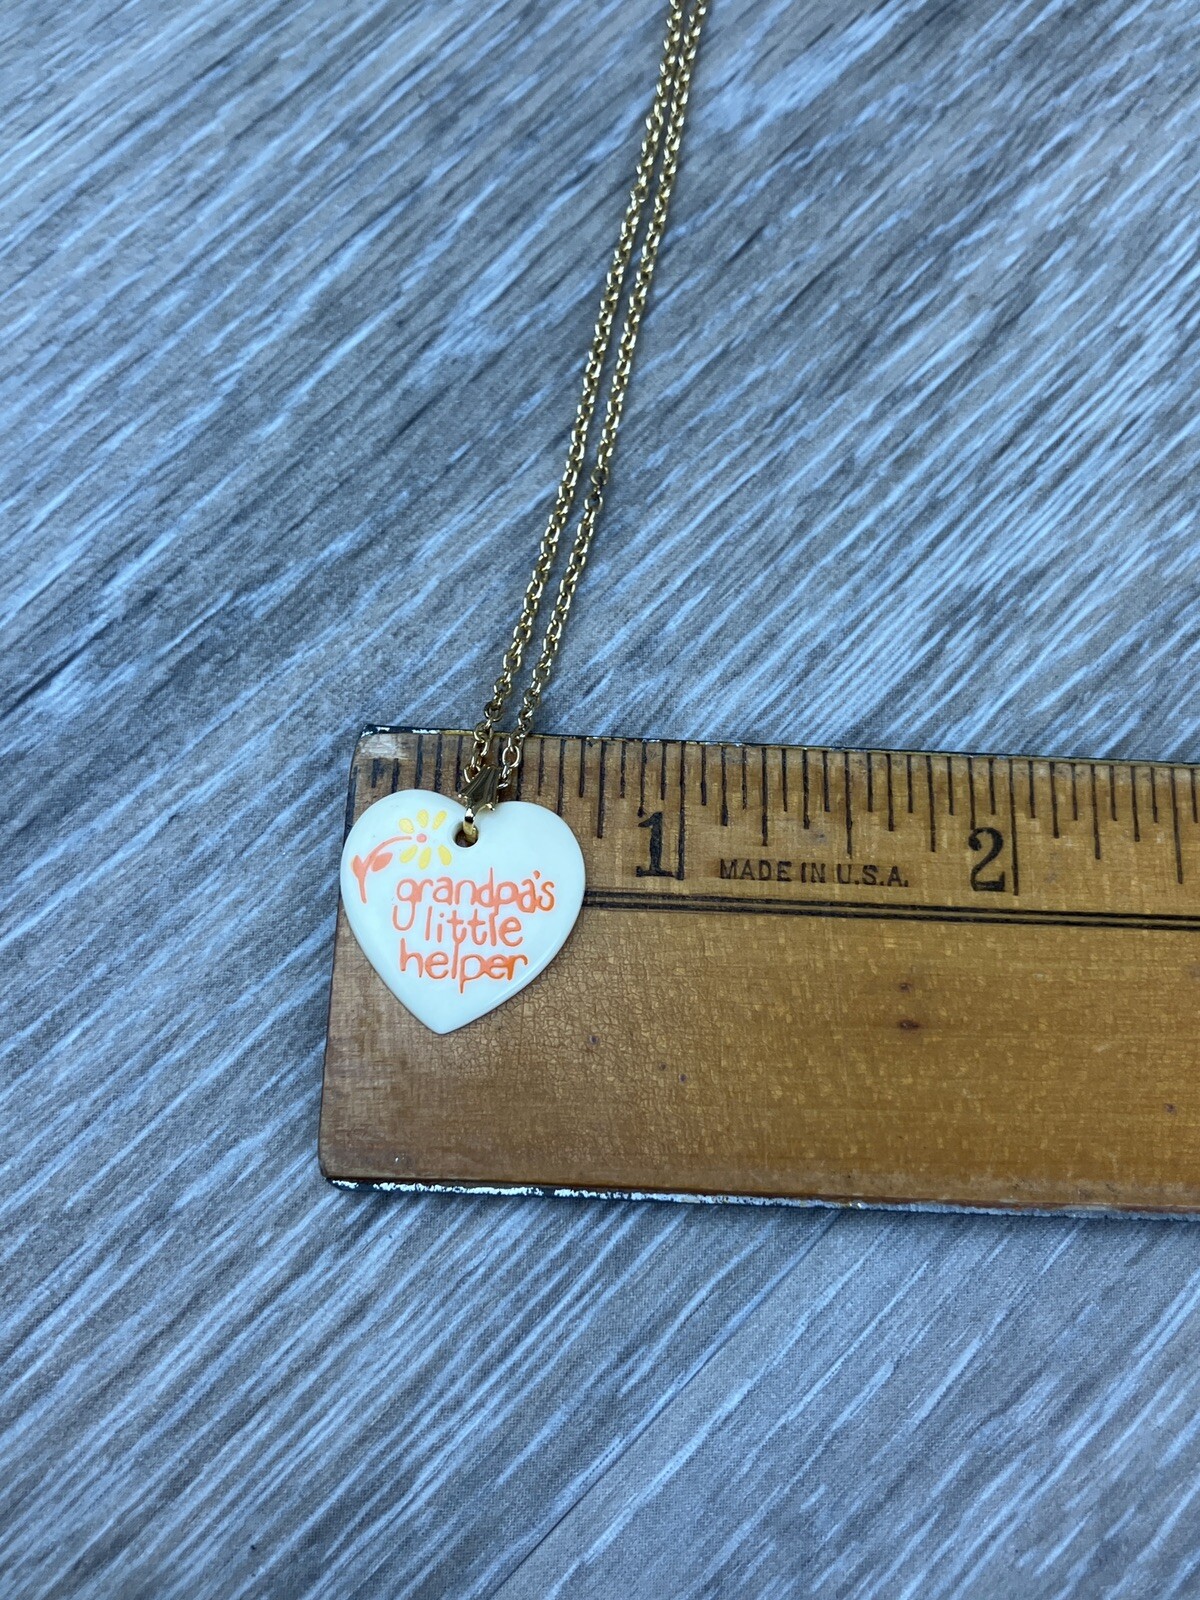 1
2
MADE IN U.S.A.
grandpa's
little
helper